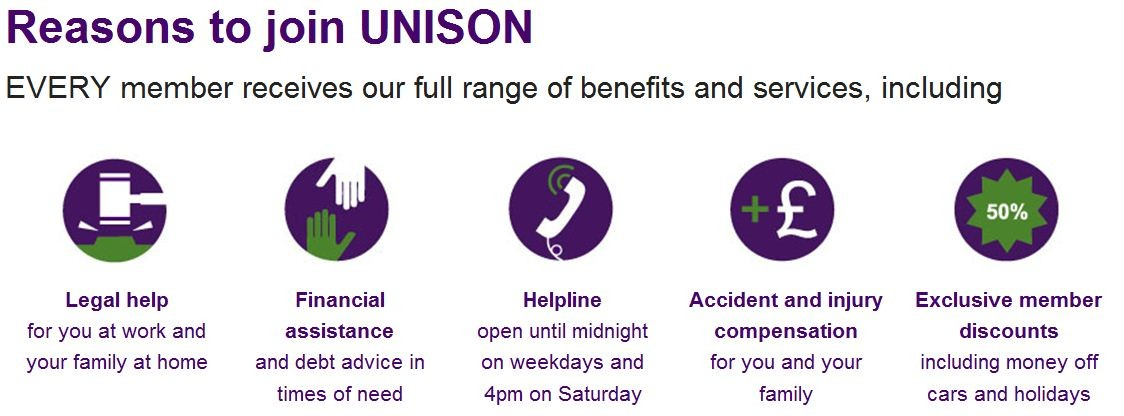 Reasons to join UNISON
EVERY member receives our full range of benefits and services, including
50%
Legal help
for you at work and
your family at home
Financial
assistance
and debt advice in
times of need
Helpline
open until midnight
on weekdays and
4pm on Saturday
+£
Accident and injury
compensation
for you and your
family
Exclusive member
discounts
including money off
cars and holidays